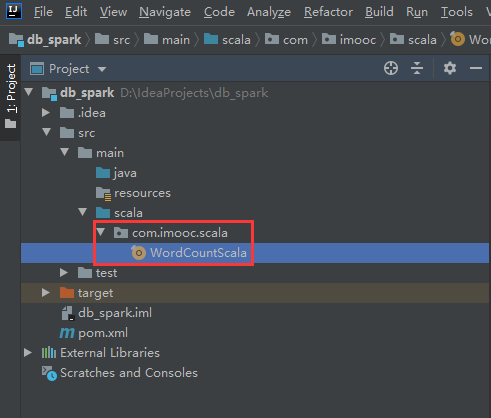 IJ File Edit View Navigate Code Analyze Refactor Build Run Tools
db_spark src main scala com imooc scala Wo
1: Project
Project
db_spark D:\IdeaProjects\db_spark
.idea
src
main
java
resources
scala
com.imooc.scala
WordCountScala
test
target
db_spark.iml
m pom.xml
External Libraries
Scratches and Consoles